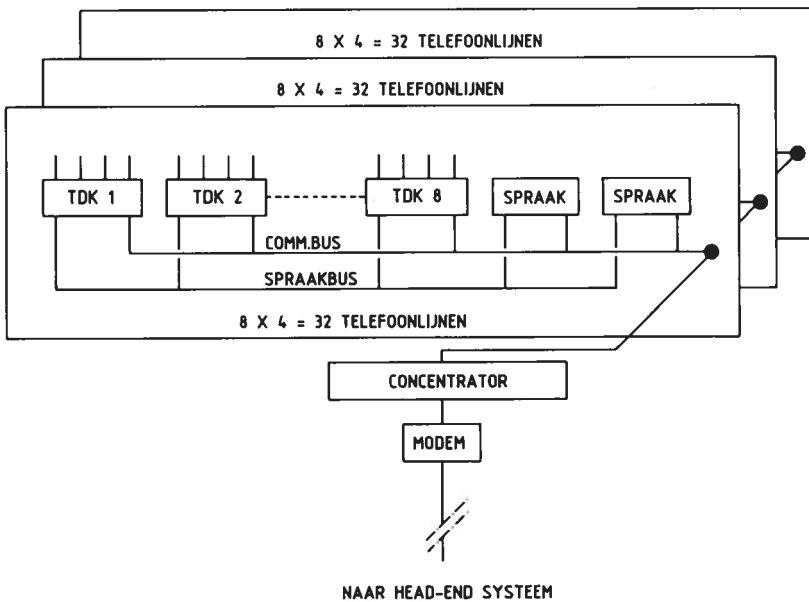 8 X 4 = 32 TELEFOONLIJNEN
8 X 4 = 32 TELEFOONLIJNEN
TDK 1 TDK 2 TDK 8 SPRAAK SPRAAK
COMM.BUS
SPRAAKBUS
8 X 4 = 32 TELEFOONLIJNEN
CONCENTRATOR
MODEM
NAAR HEAD-END SYSTEEM